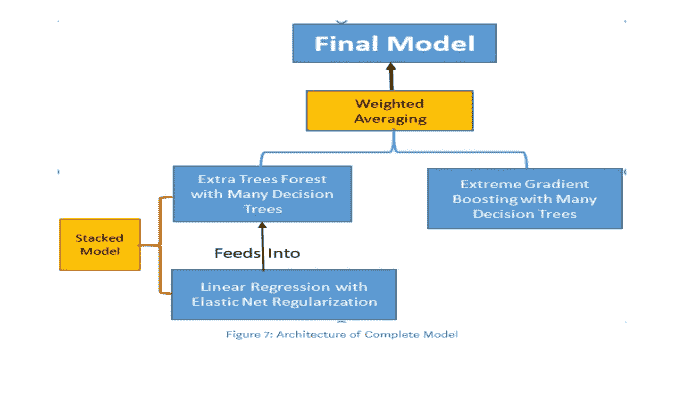 Final Model
Weighted
Averaging
Extra Trees Forest
with Many Decision
Trees
Extreme Gradient
Boosting with Many
Decision Trees
Stacked
Model
Feeds Into
Linear Regression with
Elastic Net Regularization
Figure 7: Architecture of Complete Model